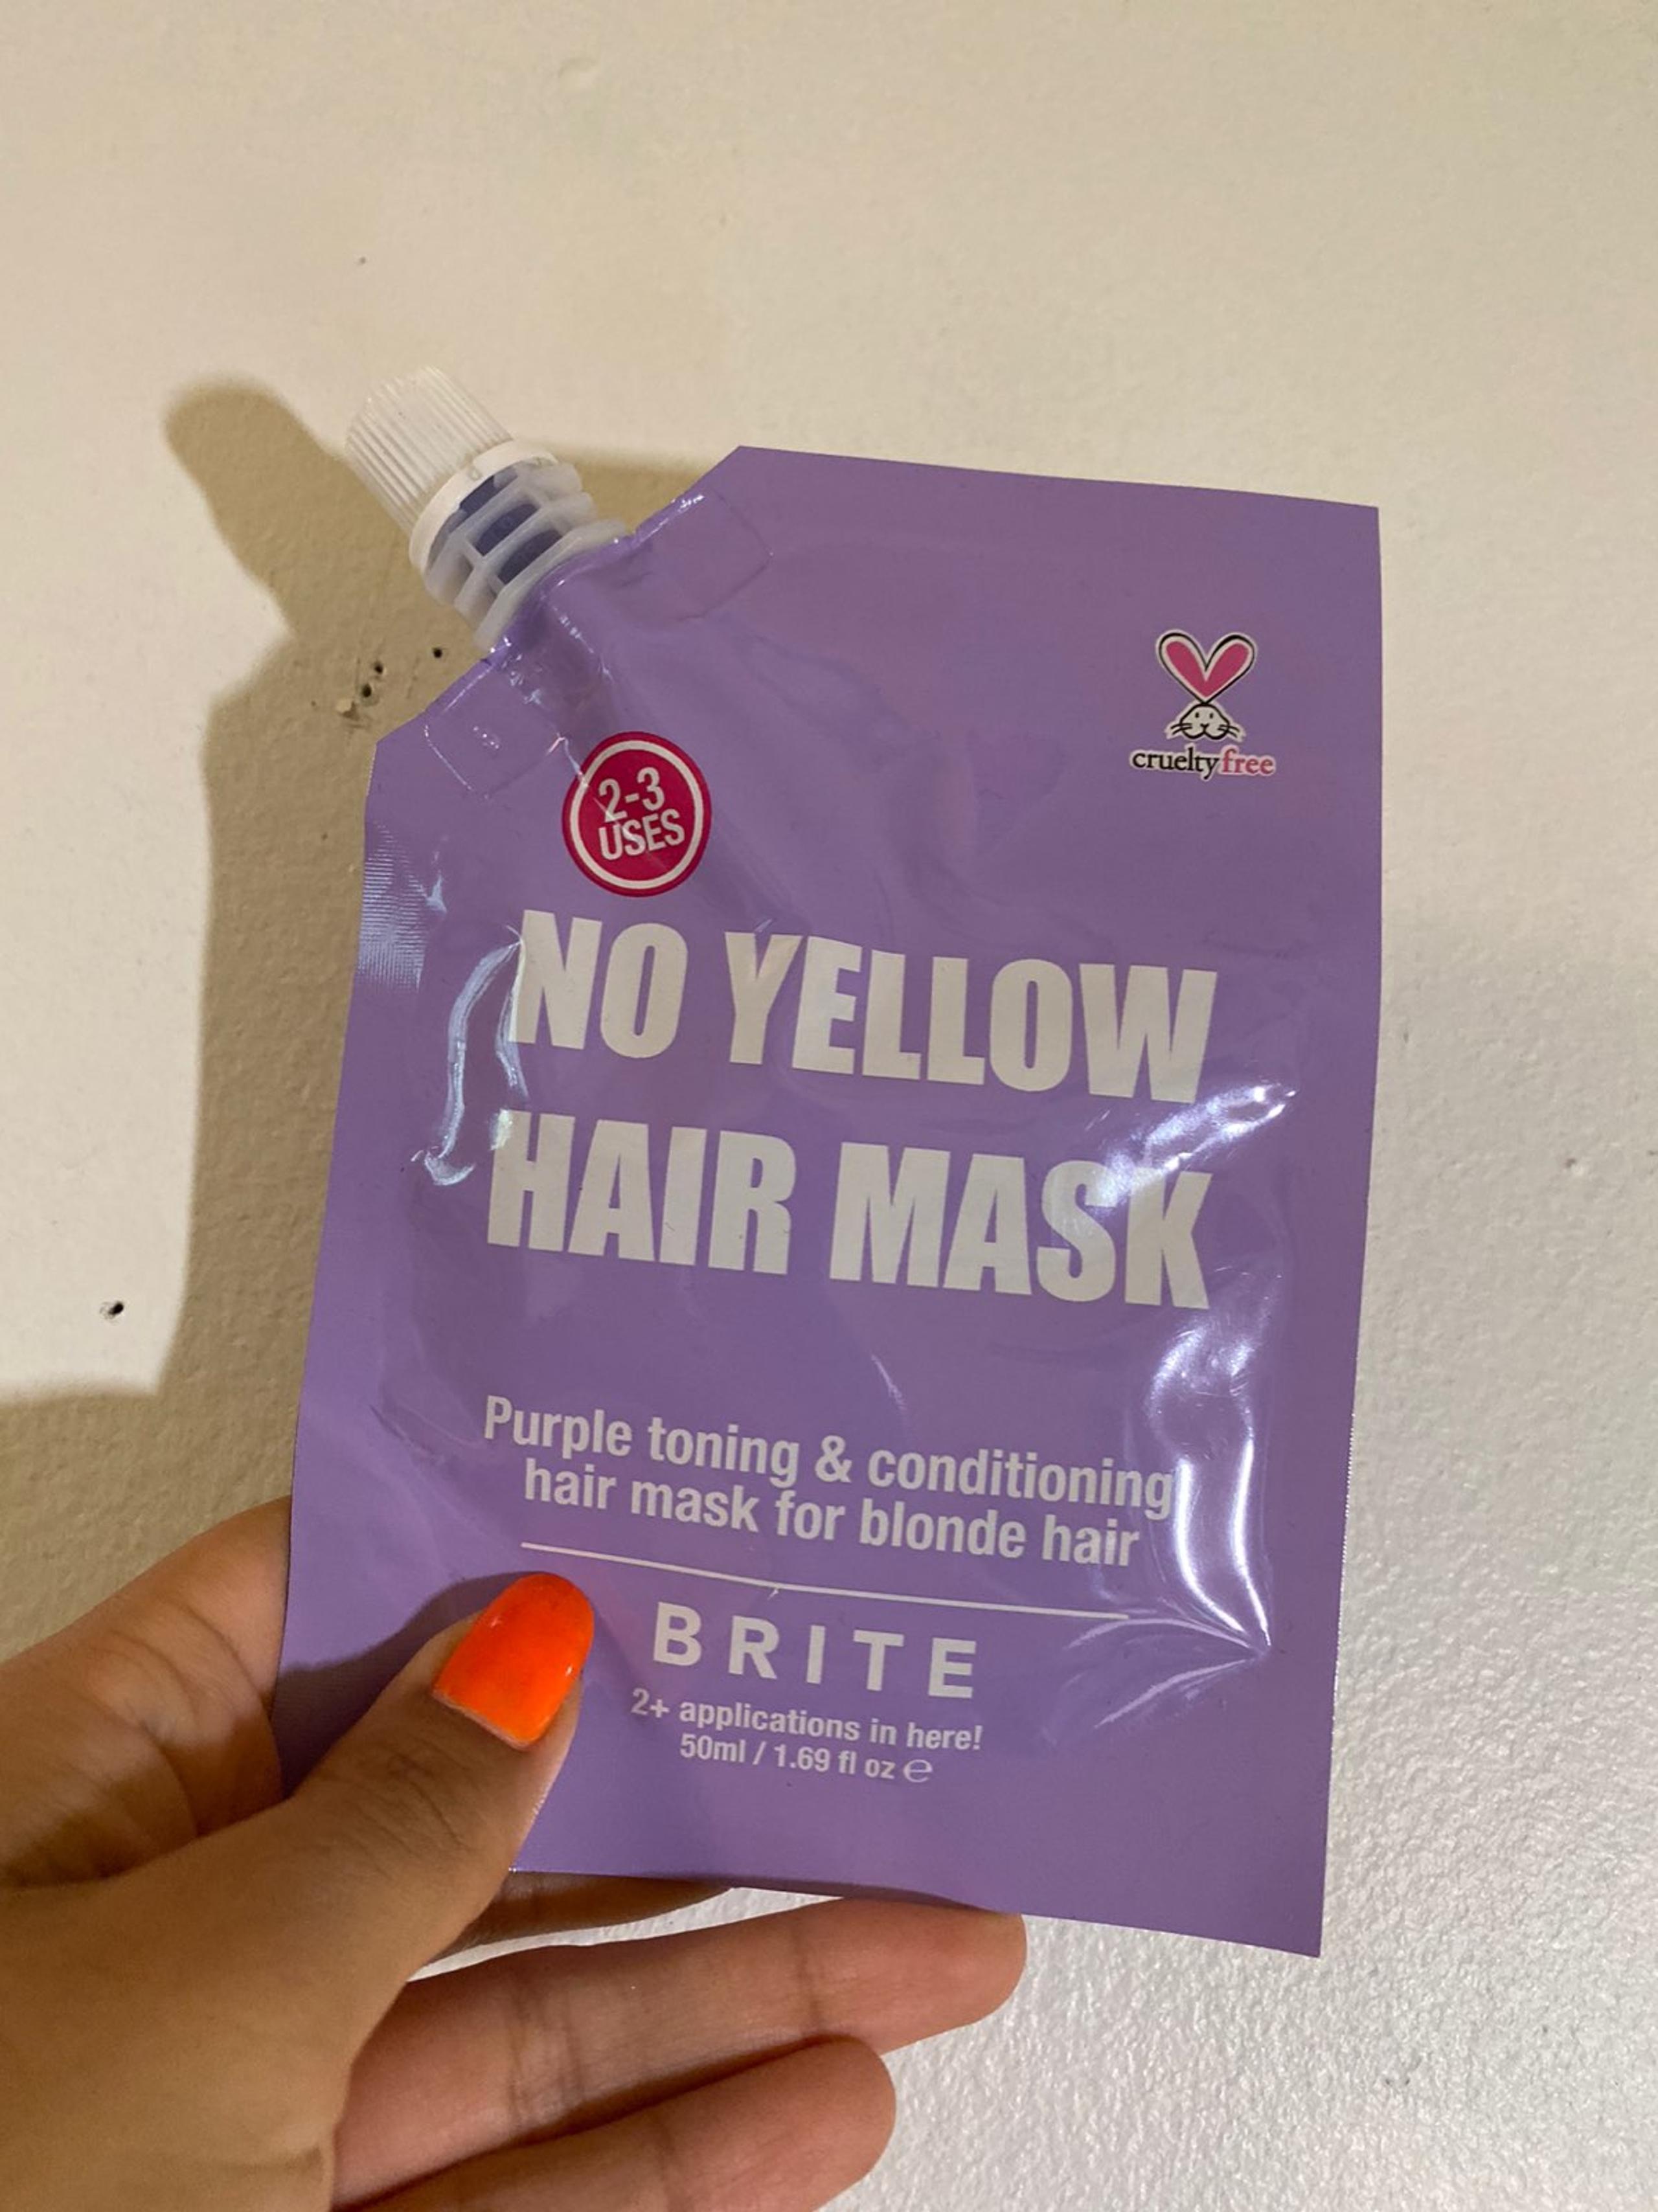 cruelty free
2-3
USES
NO YELLOW
HAIR MASK
Purple toning & conditioning
hair mask for blonde hair
BRITE
2+ applications in here!
50ml / 1.69 fl oz ℮